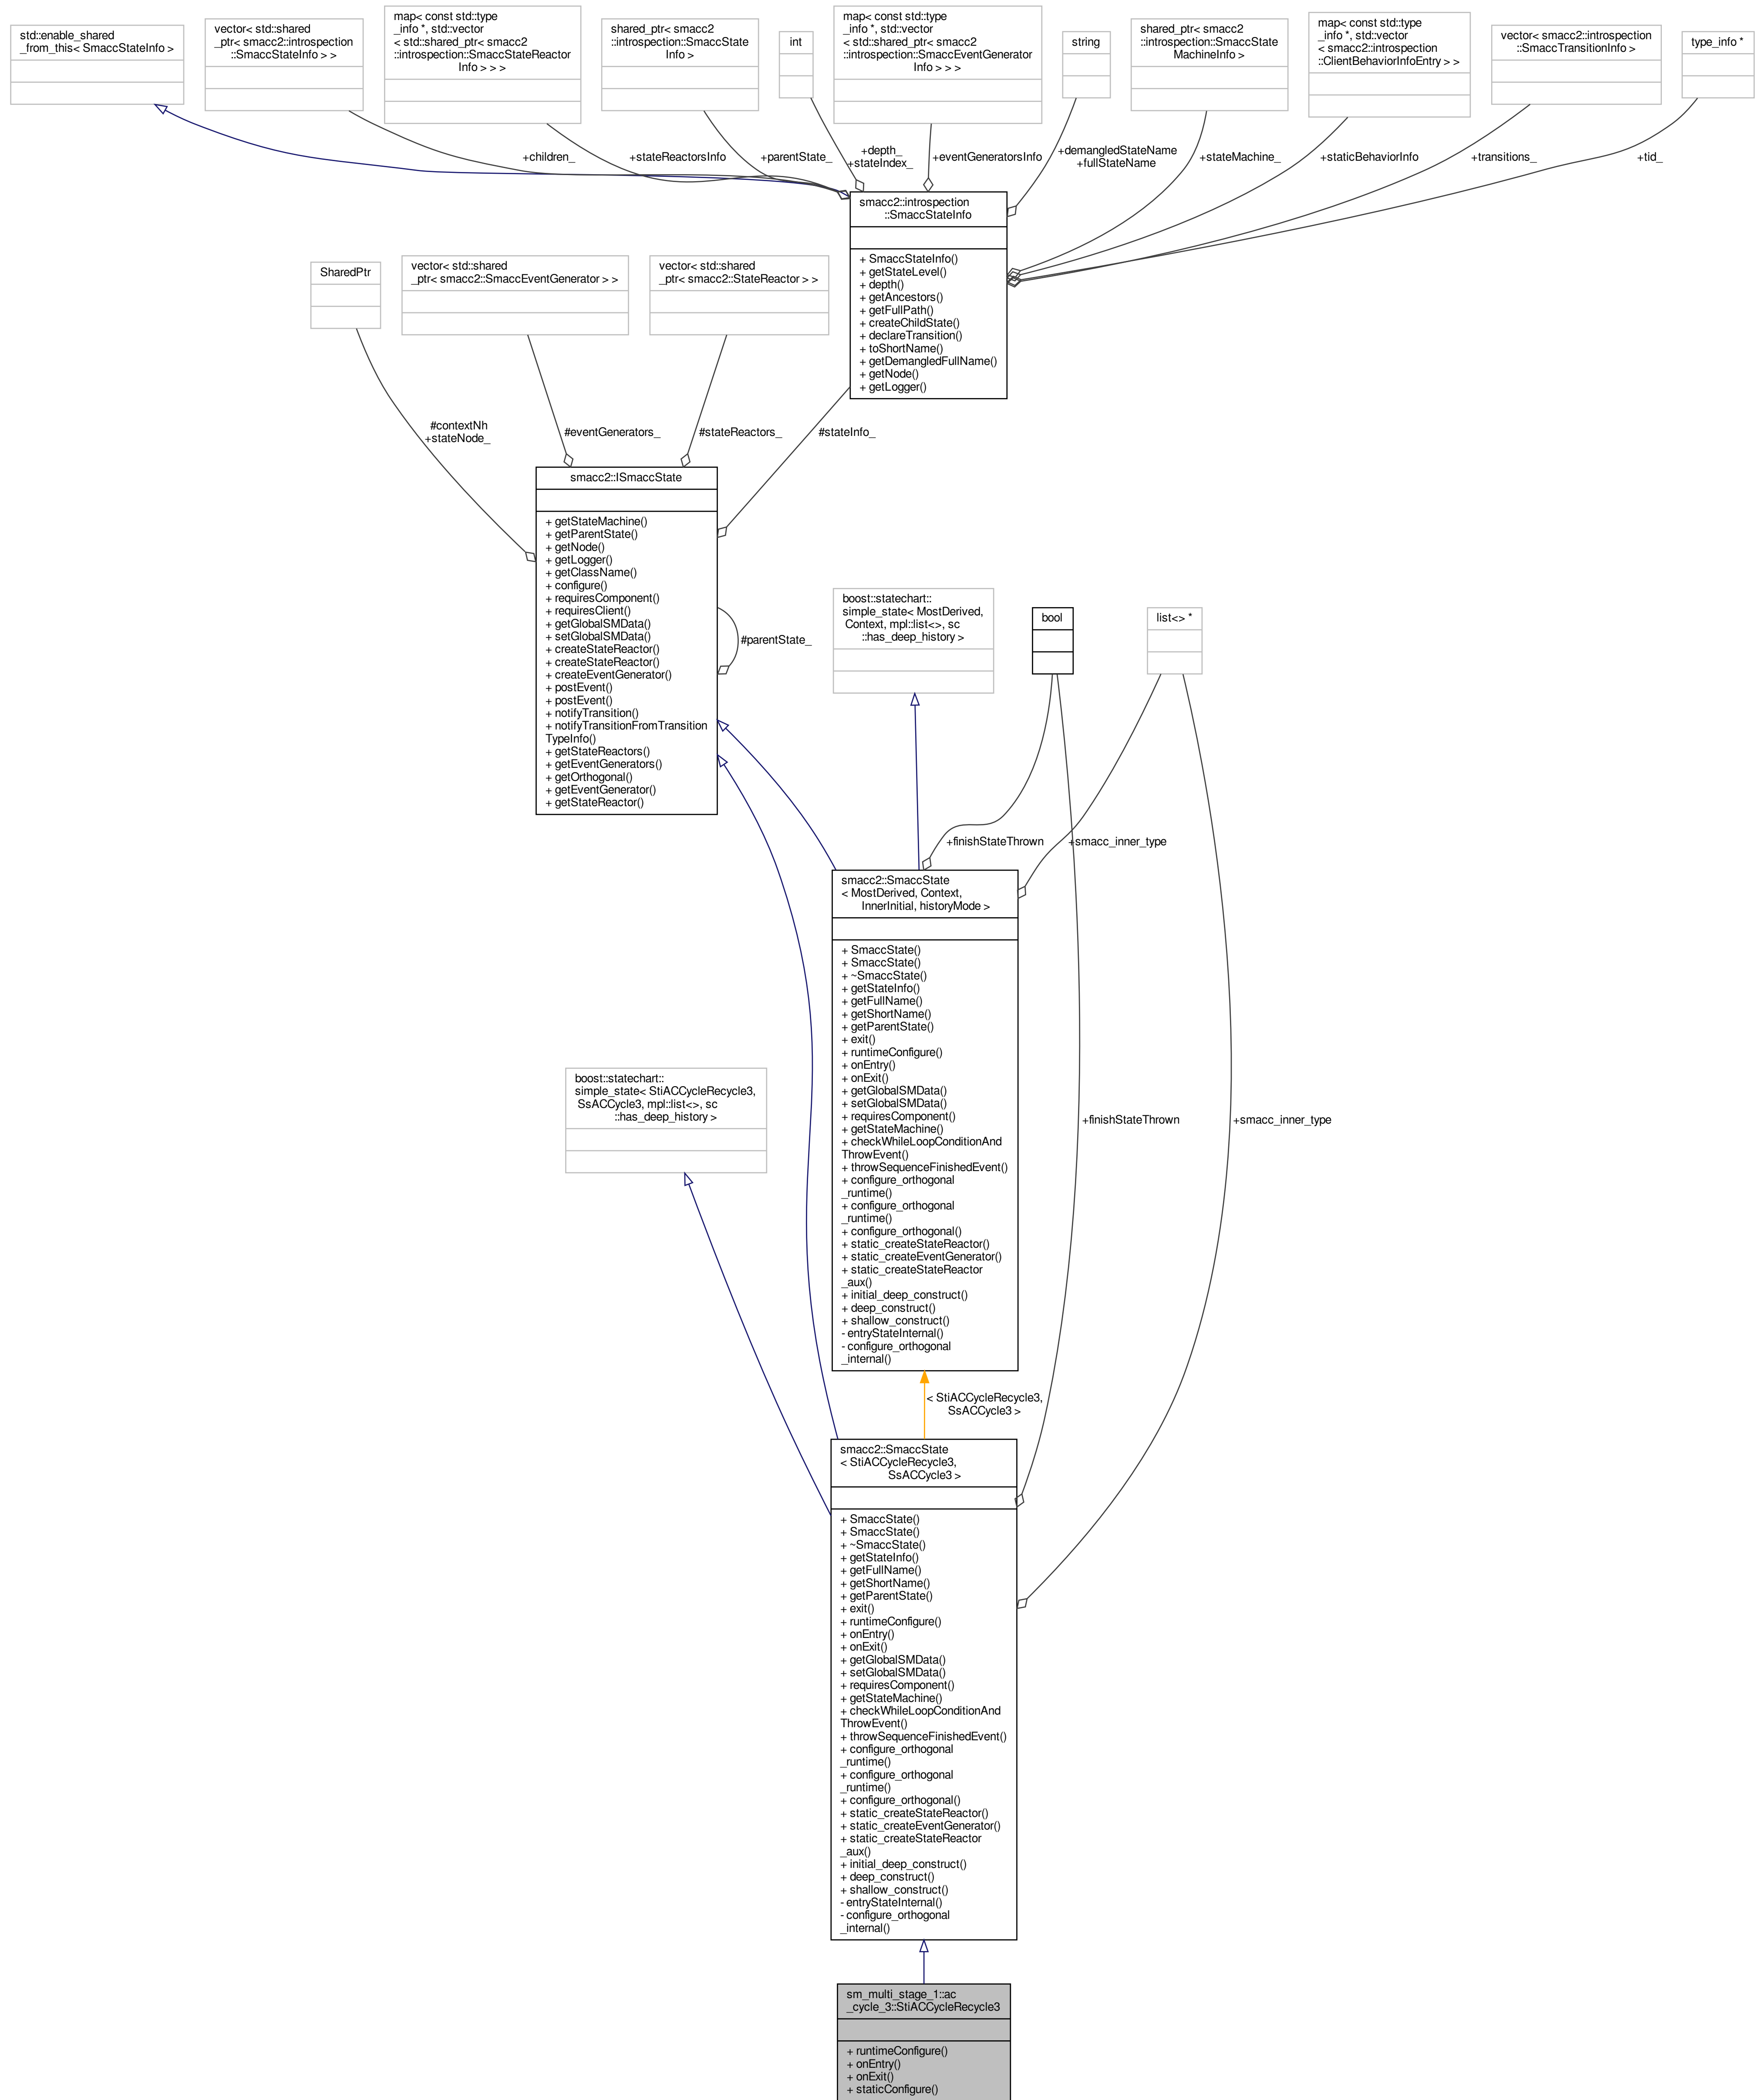 std::enable_shared
_from_this< SmaccStateInfo >
vector< std::shared
_ptr< smacc2::introspection
::SmaccStateInfo > >
map< const std::type
_info *, std::vector
< std::shared_ptr< smacc2
::introspection::SmaccStateReactor
Info > > >
shared_ptr< smacc2
::introspection::SmaccState
Info >
int
map< const std::type
_info *, std::vector
< std::shared_ptr< smacc2
::introspection::SmaccEventGenerator
Info > > >
string
shared_ptr< smacc2
::introspection::SmaccState
MachineInfo >
map< const std::type
_info *, std::vector
< smacc2::introspection
::ClientBehaviorInfoEntry > >
vector< smacc2::introspection
::SmaccTransitionInfo >
type_info *
+children_
+stateReactorsInfo
+parentState_
+depth_
+stateIndex_
+eventGeneratorsInfo
+demangledStateName
+fullStateName
+stateMachine_
+staticBehaviorInfo
+transitions_
+tid_
smacc2::introspection
::SmaccStateInfo
+ SmaccStateInfo()
+ getStateLevel()
+ depth()
+ getAncestors()
+ getFullPath()
+ createChildState()
+ declareTransition()
+ toShortName()
+ getDemangledFullName()
+ getNode()
+ getLogger()
SharedPtr
vector< std::shared
_ptr< smacc2::SmaccEventGenerator > >
vector< std::shared
_ptr< smacc2::StateReactor > >
#contextNh
+stateNode_
#eventGenerators_
#stateReactors_
#stateInfo_
smacc2::ISmaccState
+ getStateMachine()
+ getParentState()
+ getNode()
+ getLogger()
+ getClassName()
+ configure()
+ requiresComponent()
+ requiresClient()
+ getGlobalSMData()
+ setGlobalSMData()
+ createStateReactor()
+ createStateReactor()
+ createEventGenerator()
+ postEvent()
+ postEvent()
+ notifyTransition()
+ notifyTransitionFromTransition
TypeInfo()
+ getStateReactors()
+ getEventGenerators()
+ getOrthogonal()
+ getEventGenerator()
+ getStateReactor()
#parentState_
boost::statechart::
simple_state< MostDerived,
Context, mpl::list<>, sc
::has_deep_history >
bool
list<> *
+finishStateThrown
+smacc_inner_type
smacc2::SmaccState
< MostDerived, Context,
InnerInitial, historyMode >
+ SmaccState()
+ SmaccState()
+ ~SmaccState()
+ getStateInfo()
+ getFullName()
+ getShortName()
+ getParentState()
+ exit()
+ runtimeConfigure()
+ onEntry()
+ onExit()
+ getGlobalSMData()
+ setGlobalSMData()
+ requiresComponent()
+ getStateMachine()
+ checkWhileLoopConditionAnd
ThrowEvent()
+ throwSequenceFinishedEvent()
+ configure_orthogonal
_runtime()
+ configure_orthogonal
_runtime()
+ configure_orthogonal()
+ static_createStateReactor()
+ static_createEventGenerator()
+ static_createStateReactor
_aux()
+ initial_deep_construct()
+ deep_construct()
+ shallow_construct()
- entryStateInternal()
- configure_orthogonal
_internal()
boost::statechart::
simple_state< StiACCycleRecycle3,
SsACCycle3, mpl::list<>, sc
::has_deep_history >
+finishStateThrown
+smacc_inner_type
< StiACCycleRecycle3,
SsACCycle3 >
smacc2::SmaccState
< StiACCycleRecycle3,
SsACCycle3 >
+ SmaccState()
+ SmaccState()
+ ~SmaccState()
+ getStateInfo()
+ getFullName()
+ getShortName()
+ getParentState()
+ exit()
+ runtimeConfigure()
+ onEntry()
+ onExit()
+ getGlobalSMData()
+ setGlobalSMData()
+ requiresComponent()
+ getStateMachine()
+ checkWhileLoopConditionAnd
ThrowEvent()
+ throwSequenceFinishedEvent()
+ configure_orthogonal
_runtime()
+ configure_orthogonal
_runtime()
+ configure_orthogonal()
+ static_createStateReactor()
+ static_createEventGenerator()
+ static_createStateReactor
_aux()
+ initial_deep_construct()
+ deep_construct()
+ shallow_construct()
- entryStateInternal()
- configure_orthogonal
_internal()
sm_multi_stage_1::ac
_cycle_3::StiACCycleRecycle3
+ runtimeConfigure()
+ onEntry()
+ onExit()
+ staticConfigure()